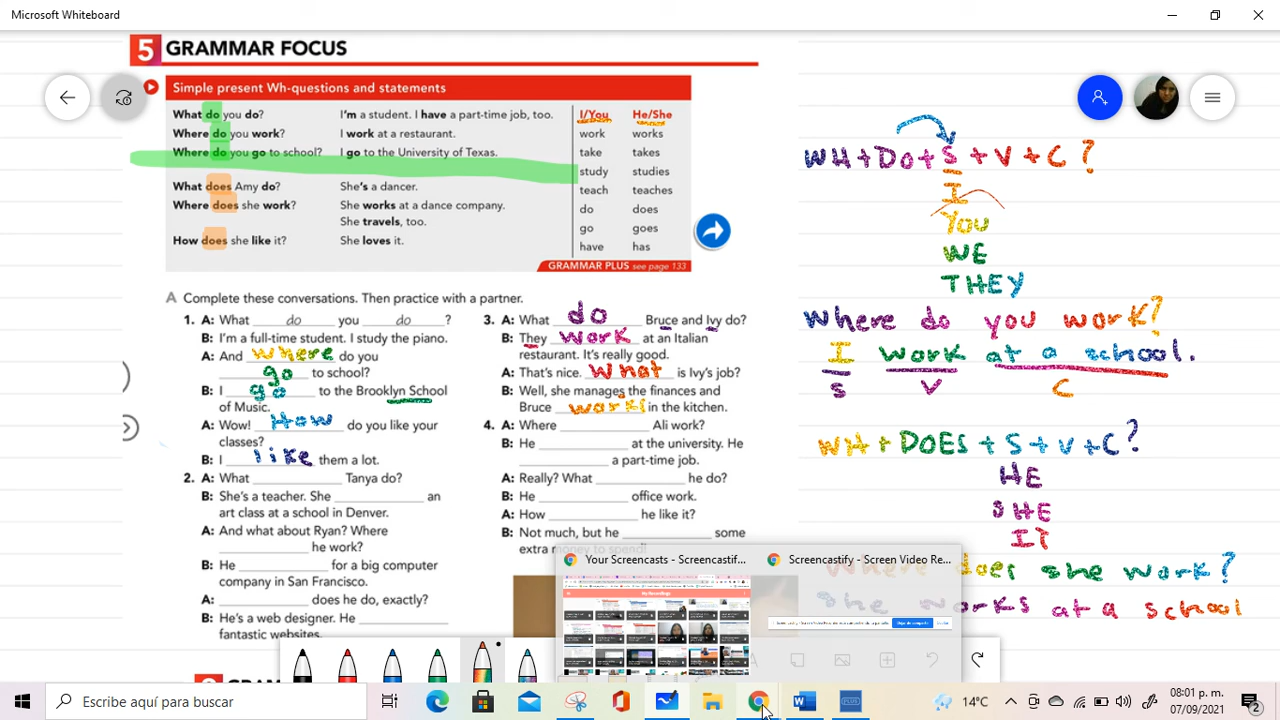 Microsoft Whiteboard
5 GRAMMAR FOCUS
Simple present Wh-questions and statements
What do you do? I'm a student. I have a part-time job, too. I/You He/She
Where do you work? I work at a restaurant. work works
Where do you go to school? I go to the University of Texas. take takes
study studies
What does Amy do? She's a dancer. teach teaches
Where does she work? She works at a dance company. do does
She travels, too. go goes
How does she like it? She loves it. have has
GRAMMAR PLUS see page 133
A Complete these conversations. Then practice with a partner.
1. A: What do you do ?
B: I'm a full-time student. I study the piano.
A: And where do you
go to school?
B: I go to the Brooklyn School
of Music.
A: Wow! How do you like your
classes?
B: I like them a lot.
2. A: What Tanya do?
B: She's a teacher. She an
art class at a school in Denver.
A: And what about Ryan? Where
he work?
B: He for a big computer
company in San Francisco.
A: does he do, exactly?
B: He's a web designer. He
fantastic websites.
3. A: What do Bruce and Ivy do?
B: They work at an Italian
restaurant. It's really good.
A: That's nice. What is Ivy's job?
B: Well, she manages the finances and
Bruce work in the kitchen.
4. A: Where Ali work?
B: He at the university. He
a part-time job.
A: Really? What he do?
B: He office work.
A: How he like it?
B: Not much, but he some
extra money to spend!
WH+DO+S+V+C?
I
YOU
WE
THEY
where do you work?
I work at a school.
S V C
WH+DOES+S+V+C?
HE
SHE
IT
does she work?
she orks at a school
Your Screencasts - Screencastif... Screencastify - Screen Video Re...
My Recordings
GRAM
Escribe aquí para buscar
14°C
08:01 p. m.
07/09/2021
2